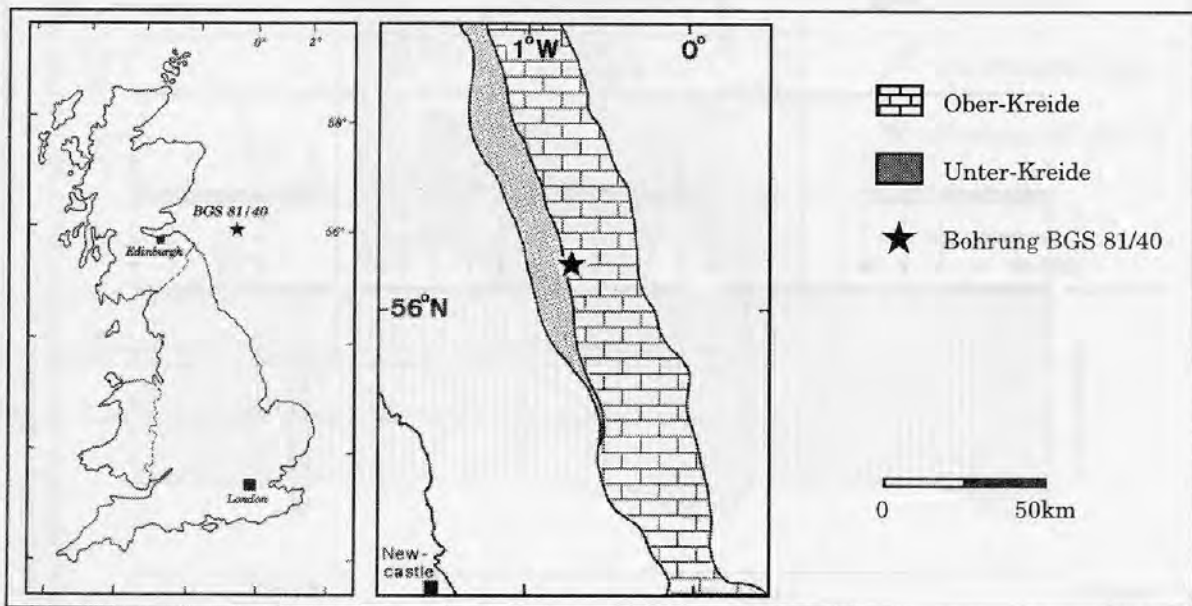 0° 2°
58°
BGS 81/40
56°
Edinburgh
London
3°
1°W 0°
56°N
New-
castle
Ober-Kreide
Unter-Kreide
Bohrung BGS 81/40
0 50km